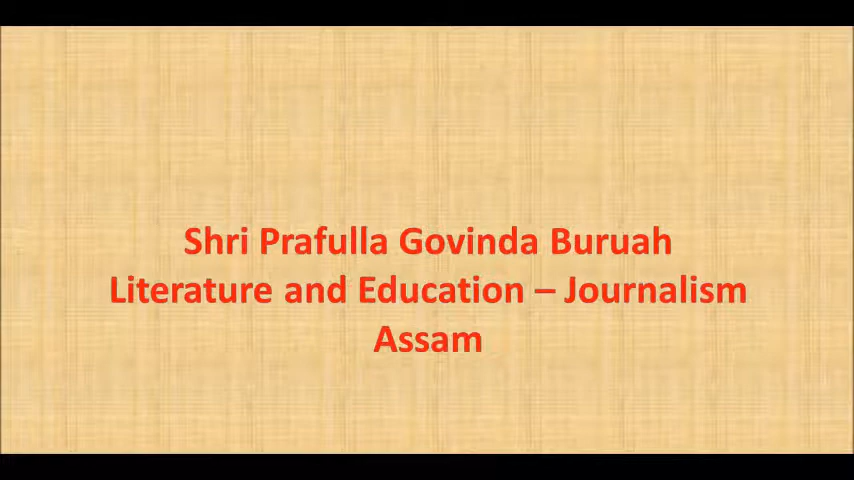 Shri Prafulla Govinda Buruah
Literature and Education – Journalism
Assam